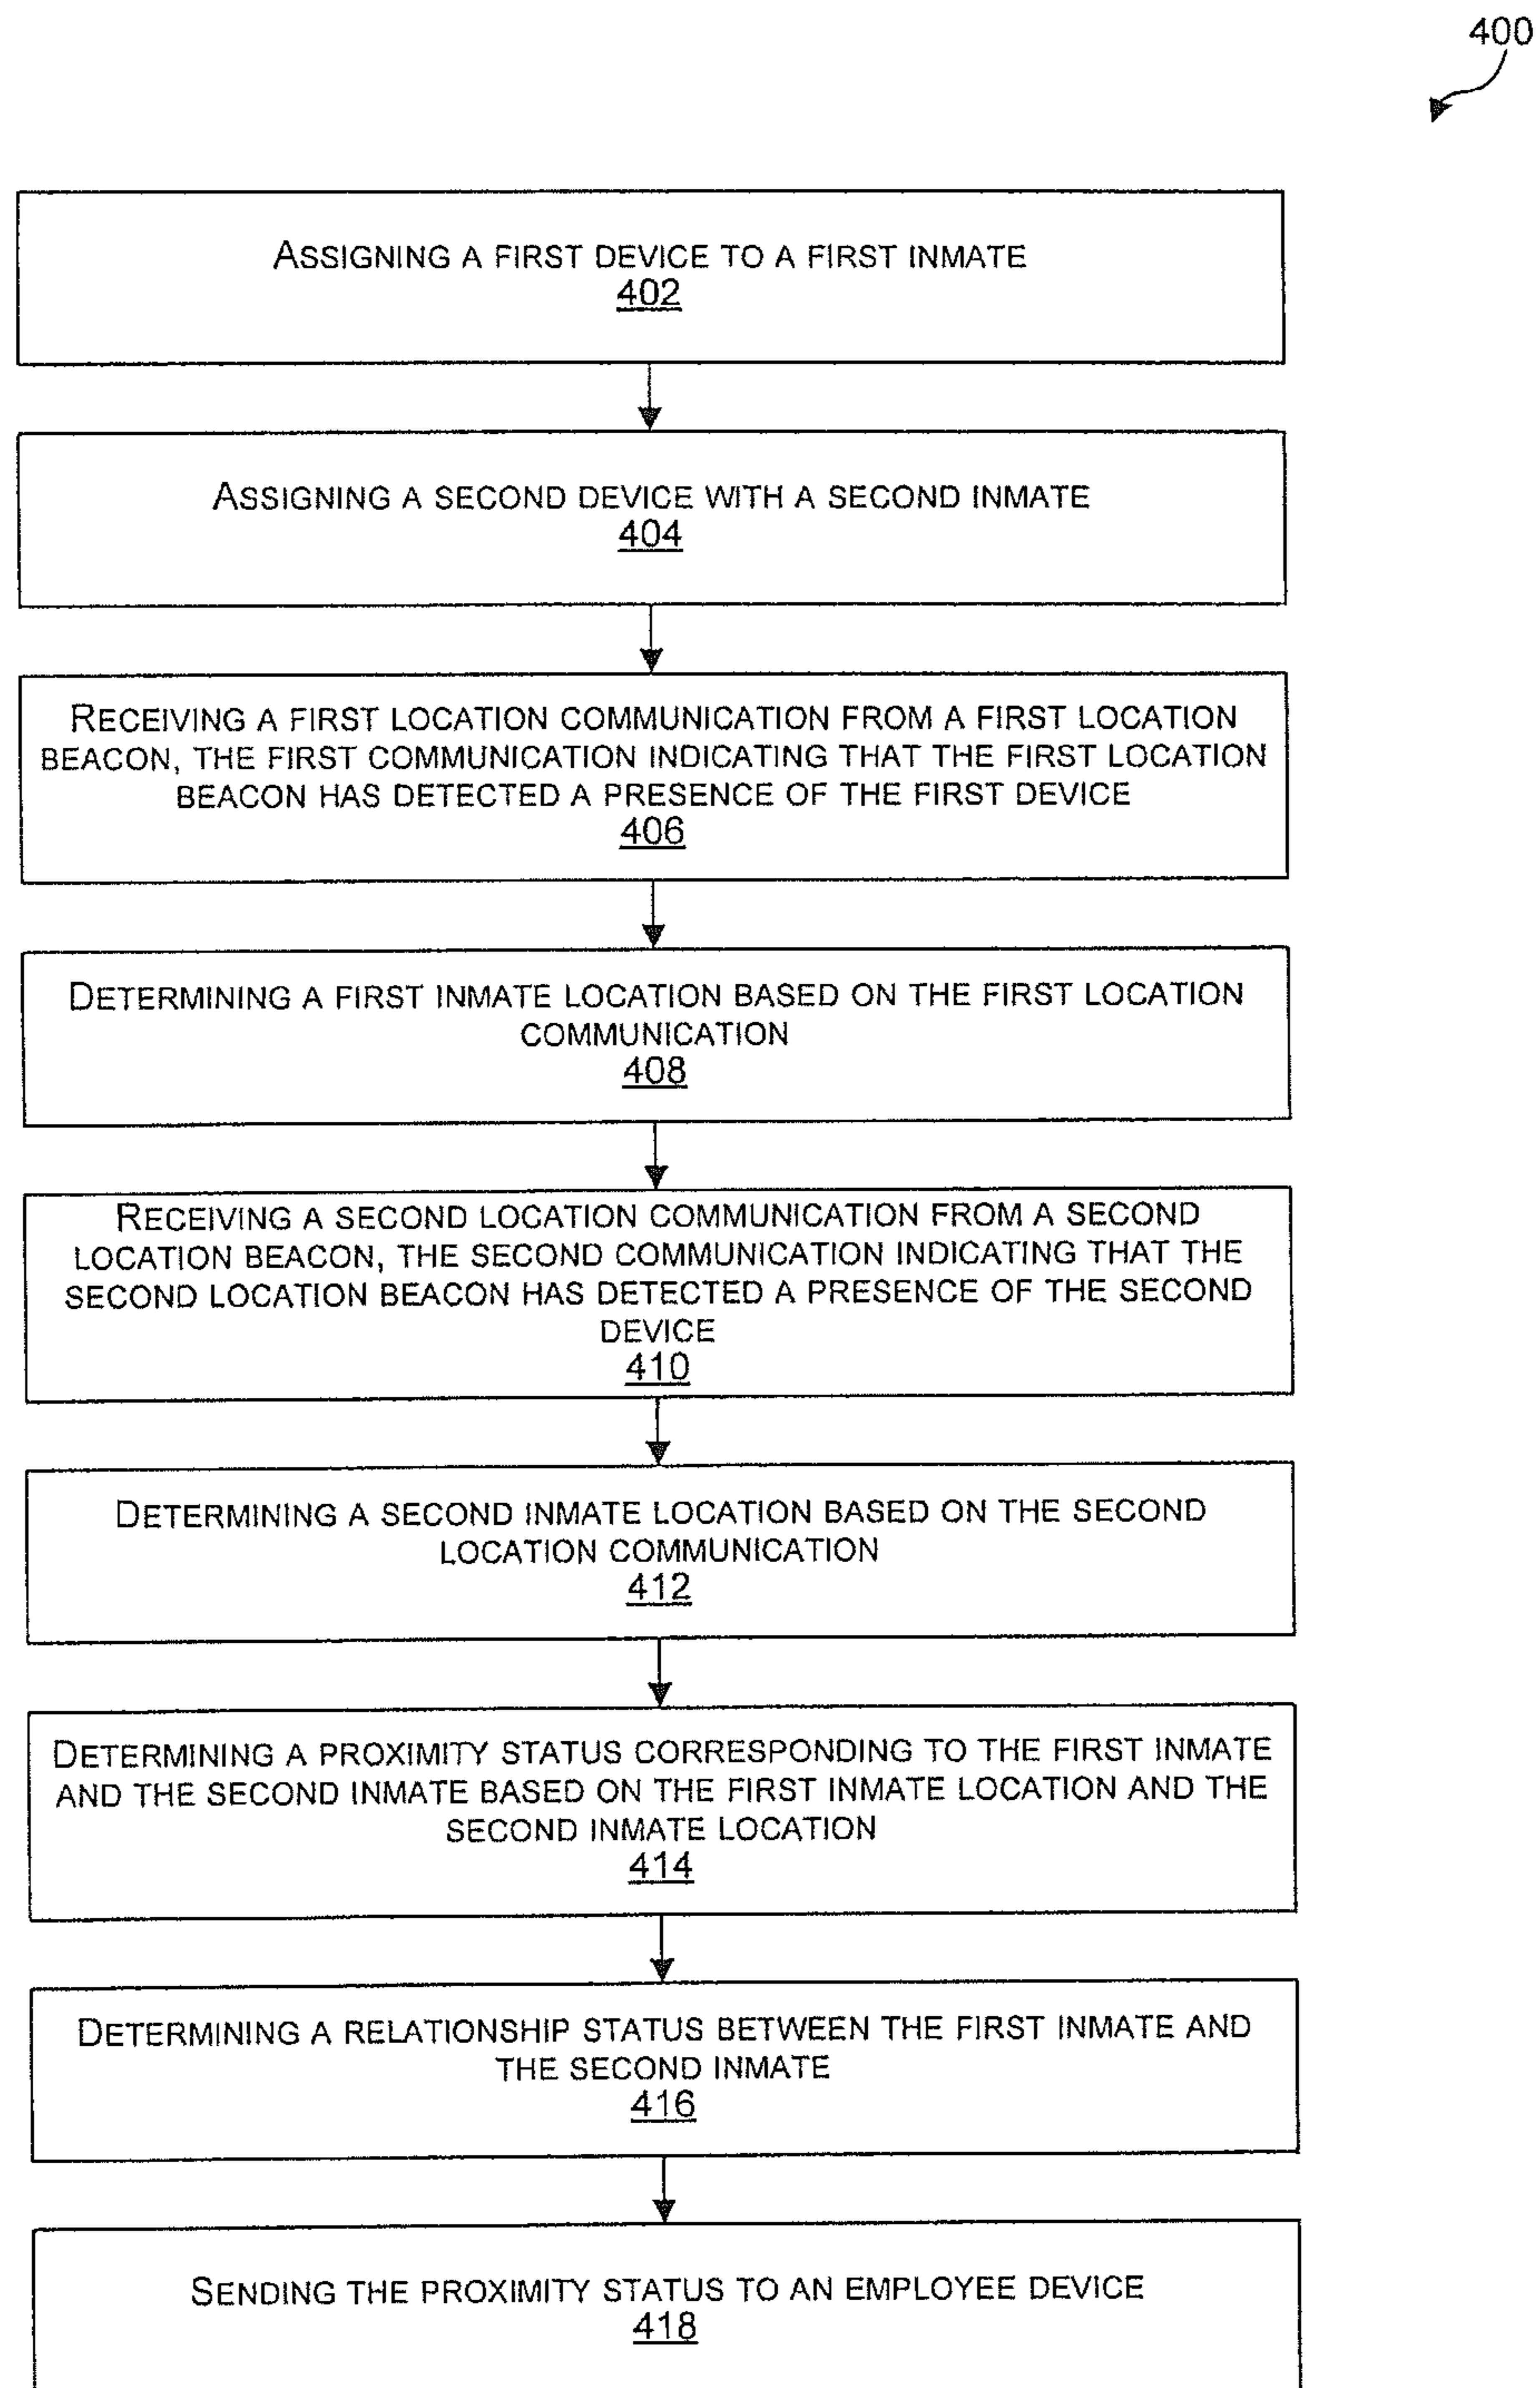 400
ASSIGNING A FIRST DEVICE TO A FIRST INMATE
402
ASSIGNING A SECOND DEVICE WITH A SECOND INMATE
404
RECEIVING A FIRST LOCATION COMMUNICATION FROM A FIRST LOCATION
BEACON, THE FIRST COMMUNICATION INDICATING THAT THE FIRST LOCATION
BEACON HAS DETECTED A PRESENCE OF THE FIRST DEVICE
406
DETERMINING A FIRST INMATE LOCATION BASED ON THE FIRST LOCATION
COMMUNICATION
408
RECEIVING A SECOND LOCATION COMMUNICATION FROM A SECOND
LOCATION BEACON, THE SECOND COMMUNICATION INDICATING THAT THE
SECOND LOCATION BEACON HAS DETECTED A PRESENCE OF THE SECOND
DEVICE
410
DETERMINING A SECOND INMATE LOCATION BASED ON THE SECOND
LOCATION COMMUNICATION
412
DETERMINING A PROXIMITY STATUS CORRESPONDING TO THE FIRST INMATE
AND THE SECOND INMATE BASED ON THE FIRST INMATE LOCATION AND THE
SECOND INMATE LOCATION
414
DETERMINING A RELATIONSHIP STATUS BETWEEN THE FIRST INMATE AND
THE SECOND INMATE
416
SENDING THE PROXIMITY STATUS TO AN EMPLOYEE DEVICE
418